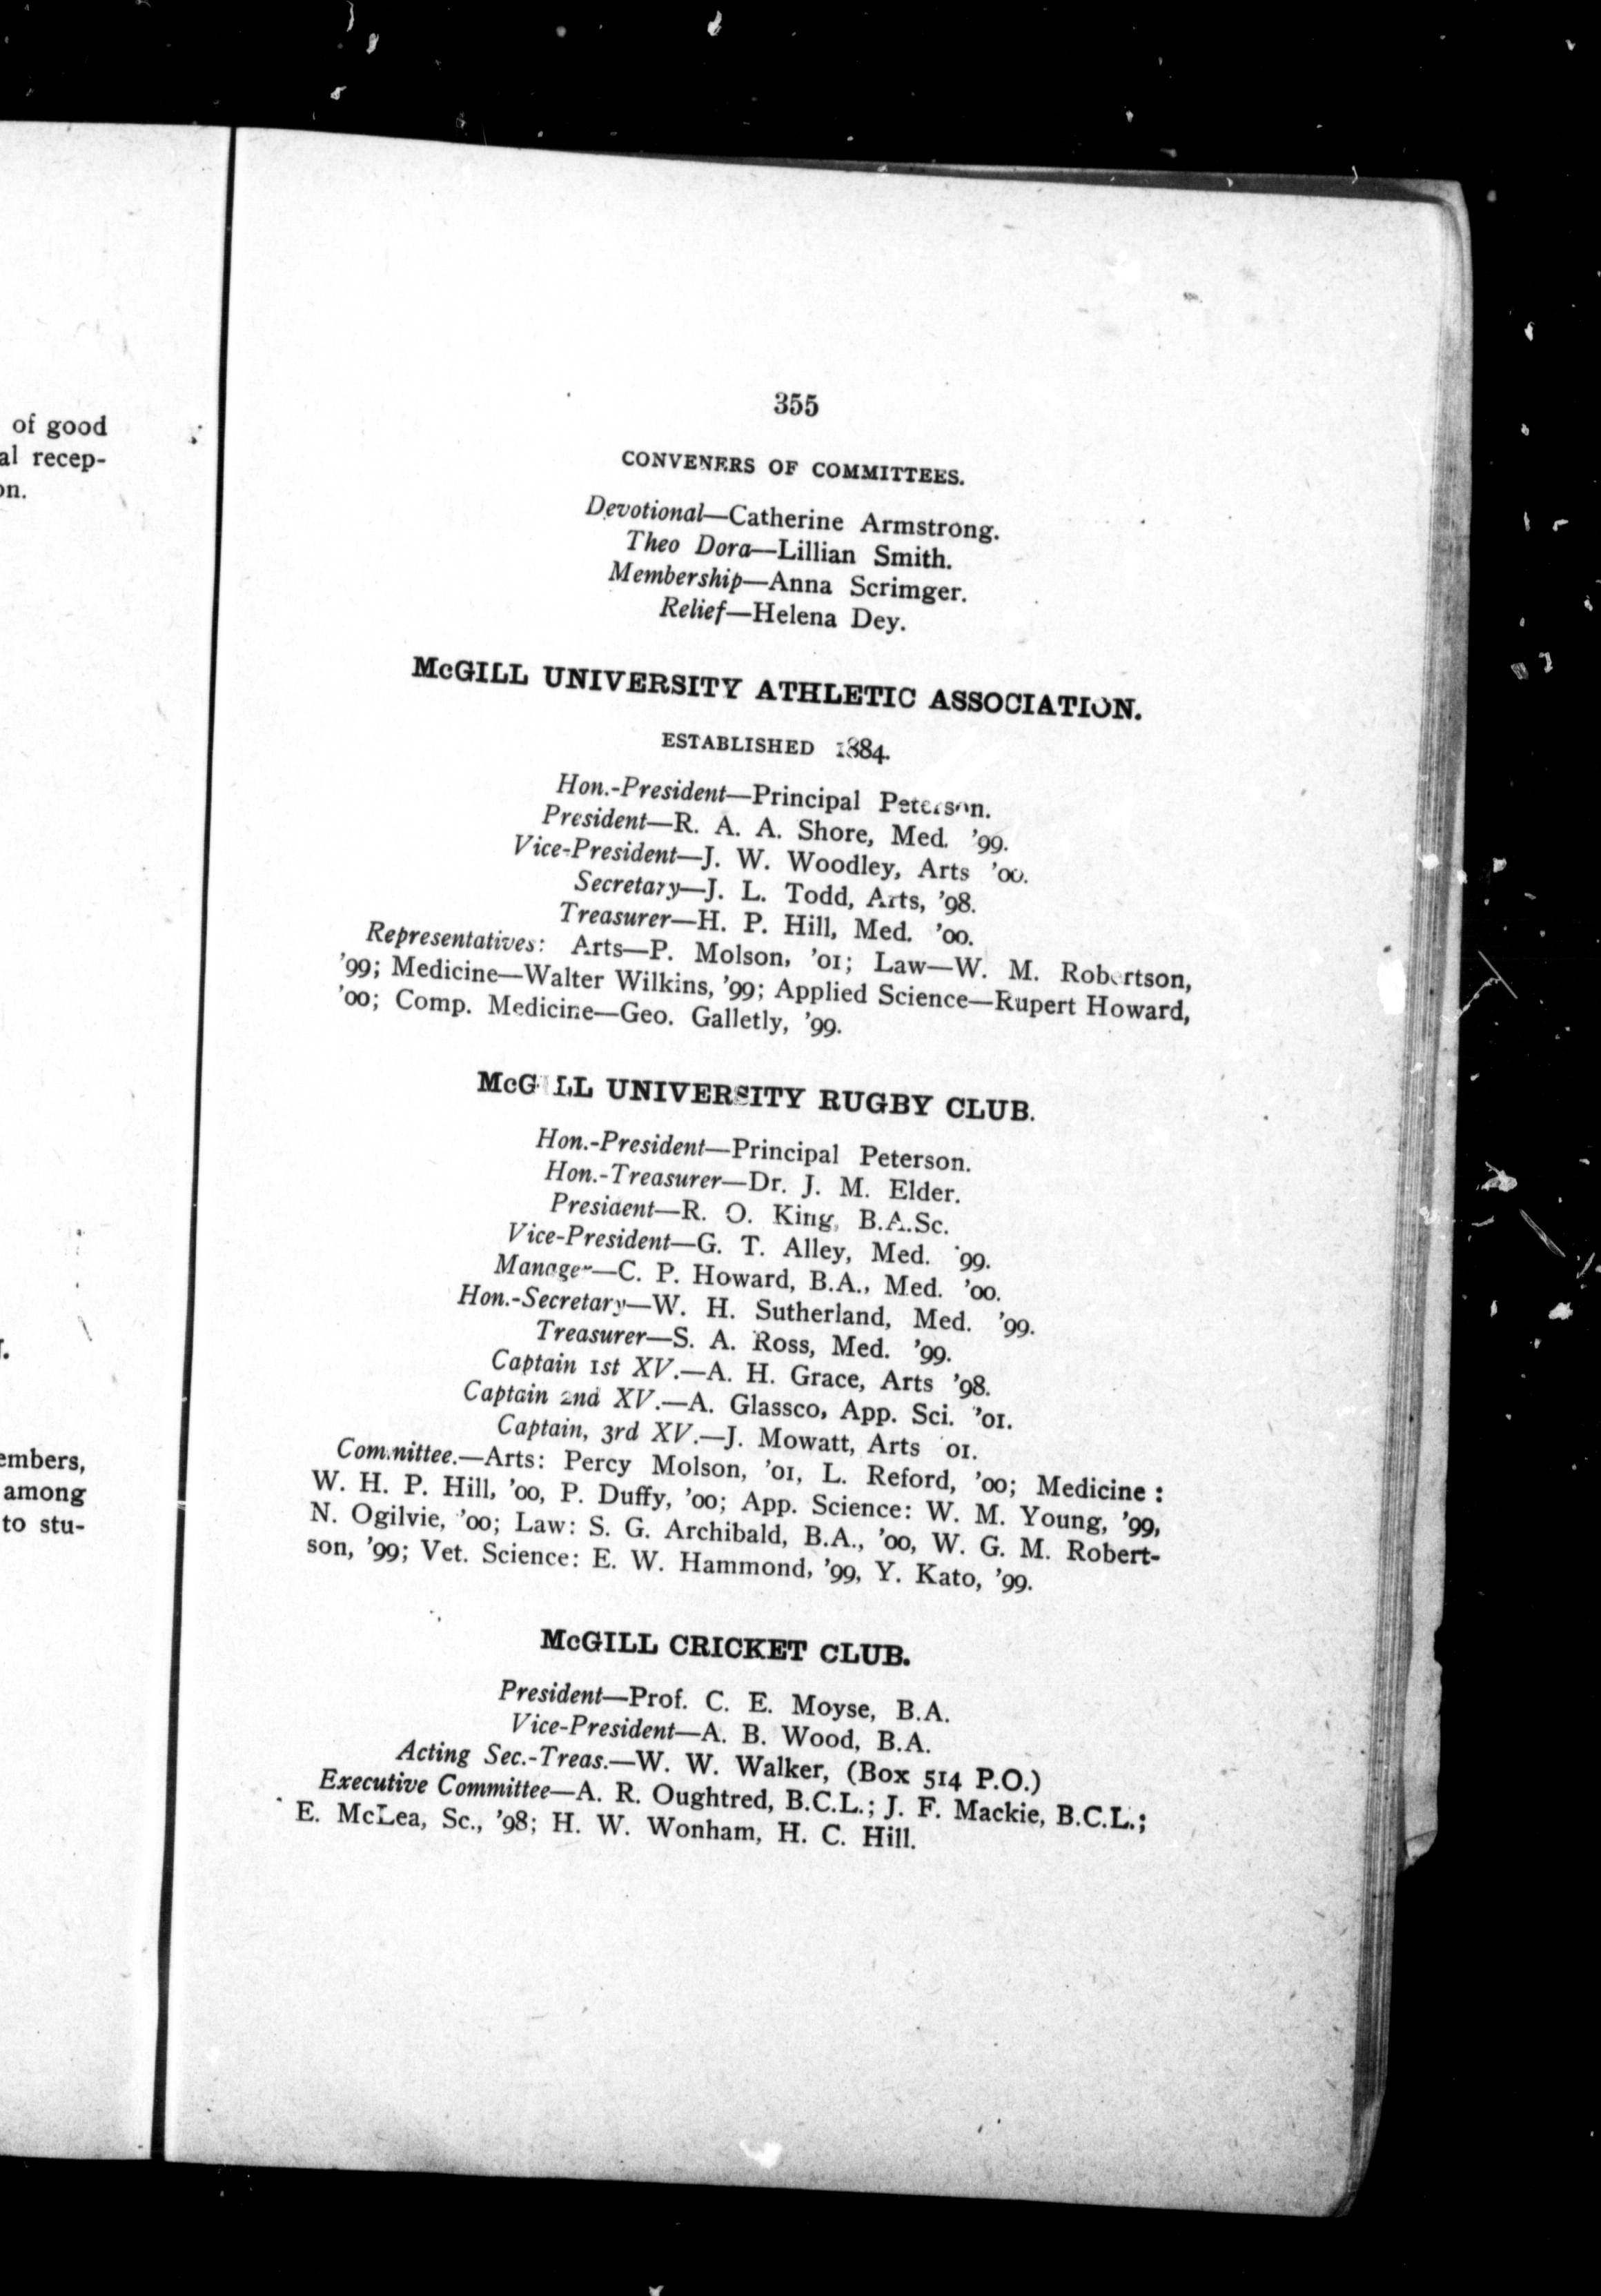 of good
al recep-
on.
embers,
among
to stu-
355
CONVENERS OF COMMITTEES.
Devotional—Catherine Armstrong.
Theo Dora—Lillian Smith.
Membership—Anna Scrimger.
Relief—Helena Dey.
McGILL UNIVERSITY ATHLETIC ASSOCIATION.
ESTABLISHED 1884.
Hon.-President—Principal Peterson.
President—R. A. A. Shore, Med. '99.
Vice-President—J. W. Woodley, Arts '00.
Secretary—J. L. Todd, Arts, '98.
Treasurer—H. P. Hill, Med. '00.
Representatives: Arts—P. Molson, '01; Law—W. M. Robertson,
'99; Medicine—Walter Wilkins, '99; Applied Science—Rupert Howard,
'00; Comp. Medicine—Geo. Galletly, '99.
McGILL UNIVERSITY RUGBY CLUB.
Hon.-President—Principal Peterson.
Hon.-Treasurer—Dr. J. M. Elder.
President—R. O. King, B.A.Sc.
Vice-President—G. T. Alley, Med. '99.
Manager—C. P. Howard, B.A., Med. '00.
Hon.-Secretary—W. H. Sutherland, Med. '99.
Treasurer—S. A. Ross, Med. '99.
Captain 1st XV.—A. H. Grace, Arts '98.
Captain 2nd XV.—A. Glassco, App. Sci. '01.
Captain, 3rd XV.—J. Mowatt, Arts '01.
Committee.—Arts: Percy Molson, '01, L. Reford, '00; Medicine:
W. H. P. Hill, '00, P. Duffy, '00; App. Science: W. M. Young, '99,
N. Ogilvie, '00; Law: S. G. Archibald, B.A., '00, W. G. M. Robert-
son, '99; Vet. Science: E. W. Hammond, '99, Y. Kato, '99.
McGILL CRICKET CLUB.
President—Prof. C. E. Moyse, B.A.
Vice-President—A. B. Wood, B.A.
Acting Sec.-Treas.—W. W. Walker, (Box 514 P.O.)
Executive Committee—A. R. Oughtred, B.C.L.; J. F. Mackie, B.C.L.;
E. McLea, Sc., '98; H. W. Wonham, H. C. Hill.